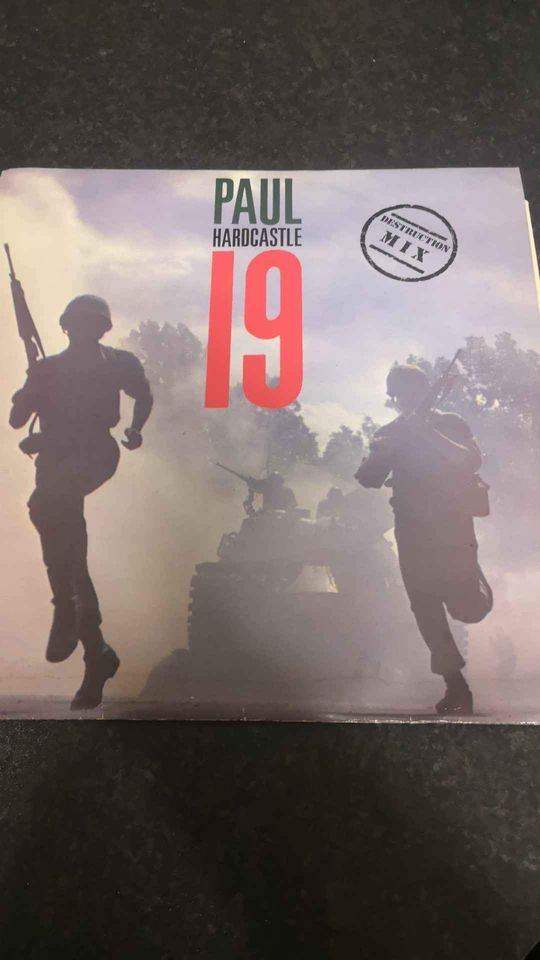 PAUL
HARDCASTLE
19
DESTRUCTION
MIX